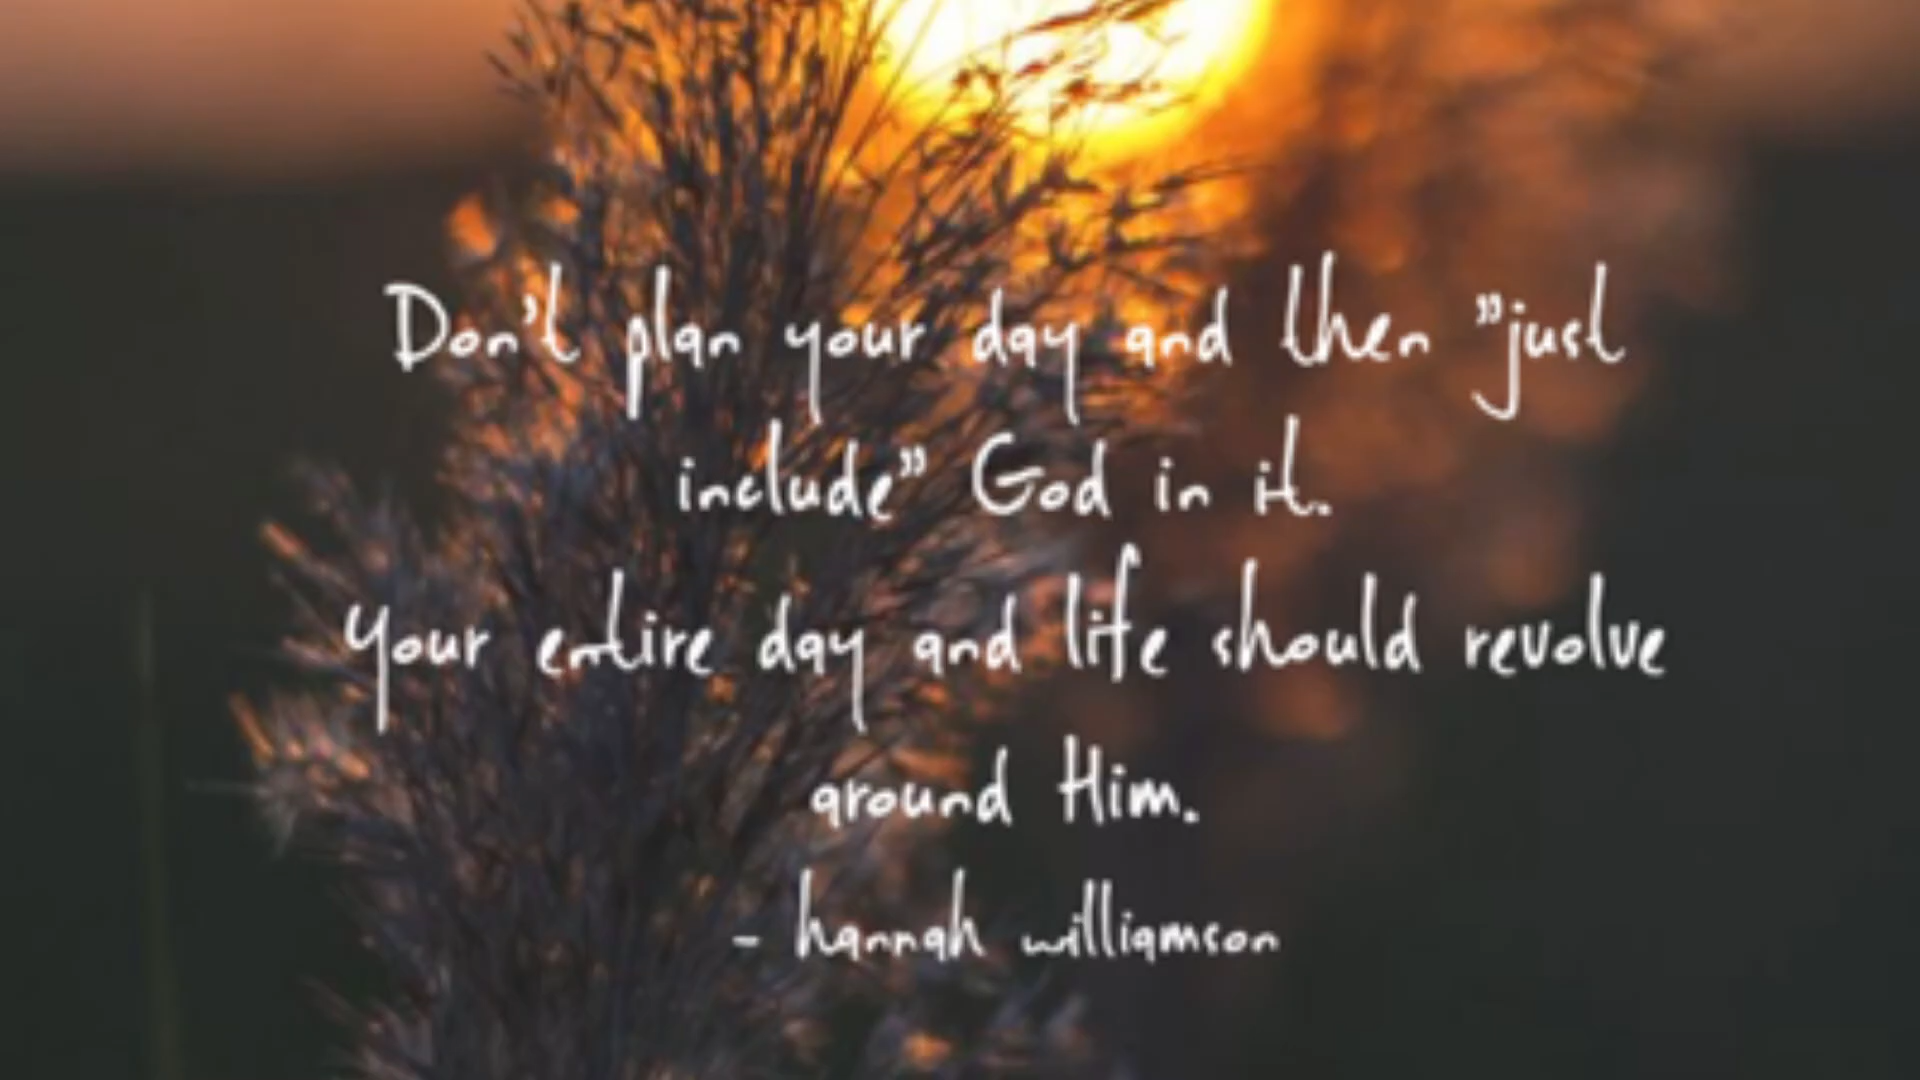 Don't plan your day and then ”just
include” God in it.
Your entire day and life should revolve
around Him.
- hannah williamson